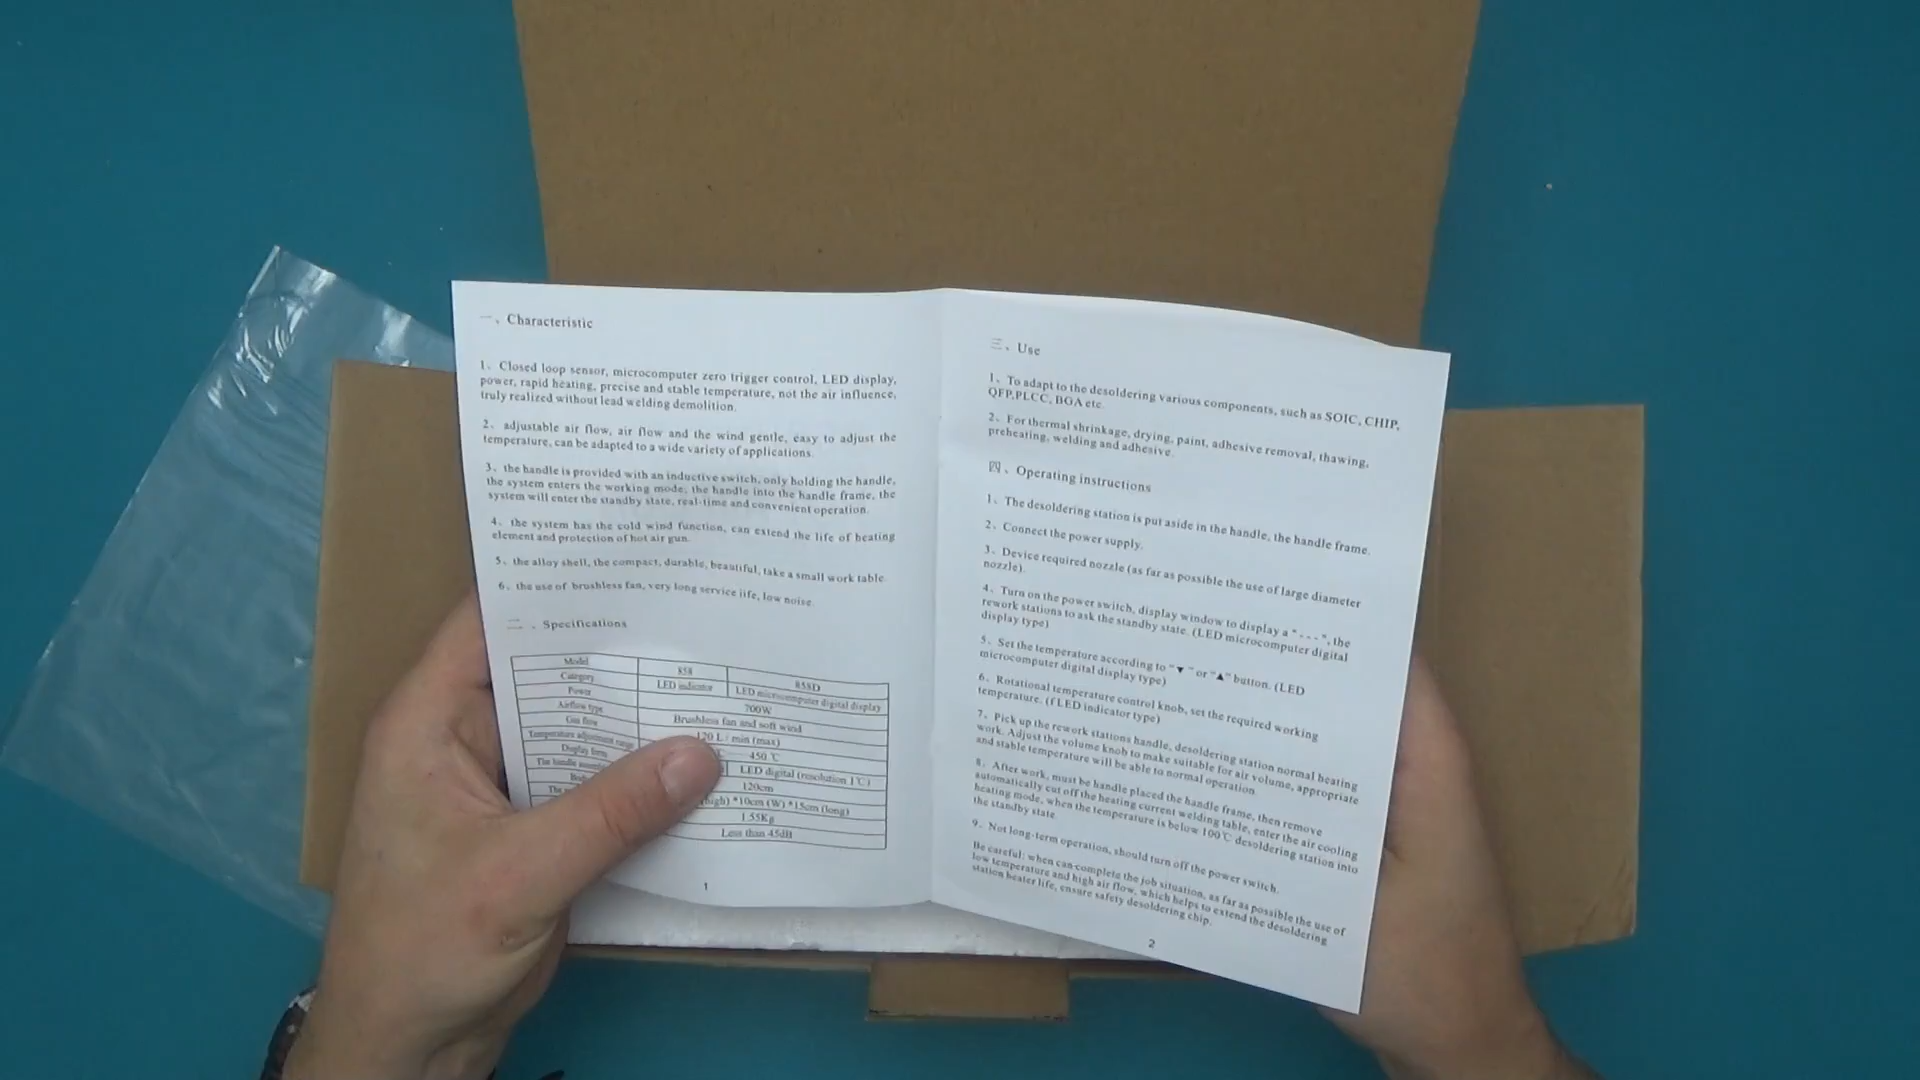 一、Characteristic
1、Closed loop sensor, microcomputer zero trigger control, LED display,
power, rapid heating, precise and stable temperature, not the air influence,
truly realized without lead welding demolition.
2、adjustable air flow, air flow and the wind gentle, easy to adjust the
temperature, can be adapted to a wide variety of applications.
3、the handle is provided with an inductive switch, only holding the handle,
the system enters the working mode, the handle into the handle frame, the
system will enter the standby state, real-time and convenient operation.
4、the system has the cold wind function, can extend the life of heating
element and protection of hot air gun.
5、the alloy shell, the compact, durable, beautiful, take a small work table
6、the use of brushless fan, very long service life, low noise.
二、Specifications
Model 858 858D
Category LED indicator LED microcomputer digital display
Power 700W
Airflow type Brushless fan and soft wind
Gas flow 120 L / min (max)
Temperature adjustment range 450 ℃
Display form LED digital (resolution 1℃)
The handle 120cm
(high) *10cm (W) *15cm (long)
1.55Kg
Less than 45dB
1
三、Use
1、To adapt to the desoldering various components, such as SOIC, CHIP,
QFP,PLCC, BGA etc.
2、For thermal shrinkage, drying, paint, adhesive removal, thawing,
preheating, welding and adhesive.
四、Operating instructions
1、The desoldering station is put aside in the handle, the handle frame.
2、Connect the power supply.
3、Device required nozzle (as far as possible the use of large diameter
nozzle).
4、Turn on the power switch, display window to display a "- - -", the
rework stations to ask the standby state. (LED microcomputer digital
display type)
5、Set the temperature according to "▼" or "▲" button. (LED
microcomputer digital display type)
6、Rotational temperature control knob, set the required working
temperature. (fLED indicator type)
7、Pick up the rework stations handle, desoldering station normal heating
work. Adjust the volume knob to make suitable for air volume, appropriate
and stable temperature will be able to normal operation.
8、After work, must be handle placed the handle frame, then remove
automatically cut off the heating current welding table, enter the air cooling
heating mode, when the temperature is below 100℃ desoldering station into
the standby state.
9、Not long-term operation, should turn off the power switch.
Be careful: when can complete the job situation, as far as possible the use of
low temperature and high air flow, which helps to extend the desoldering
station heater life, ensure safety desoldering chip.
2